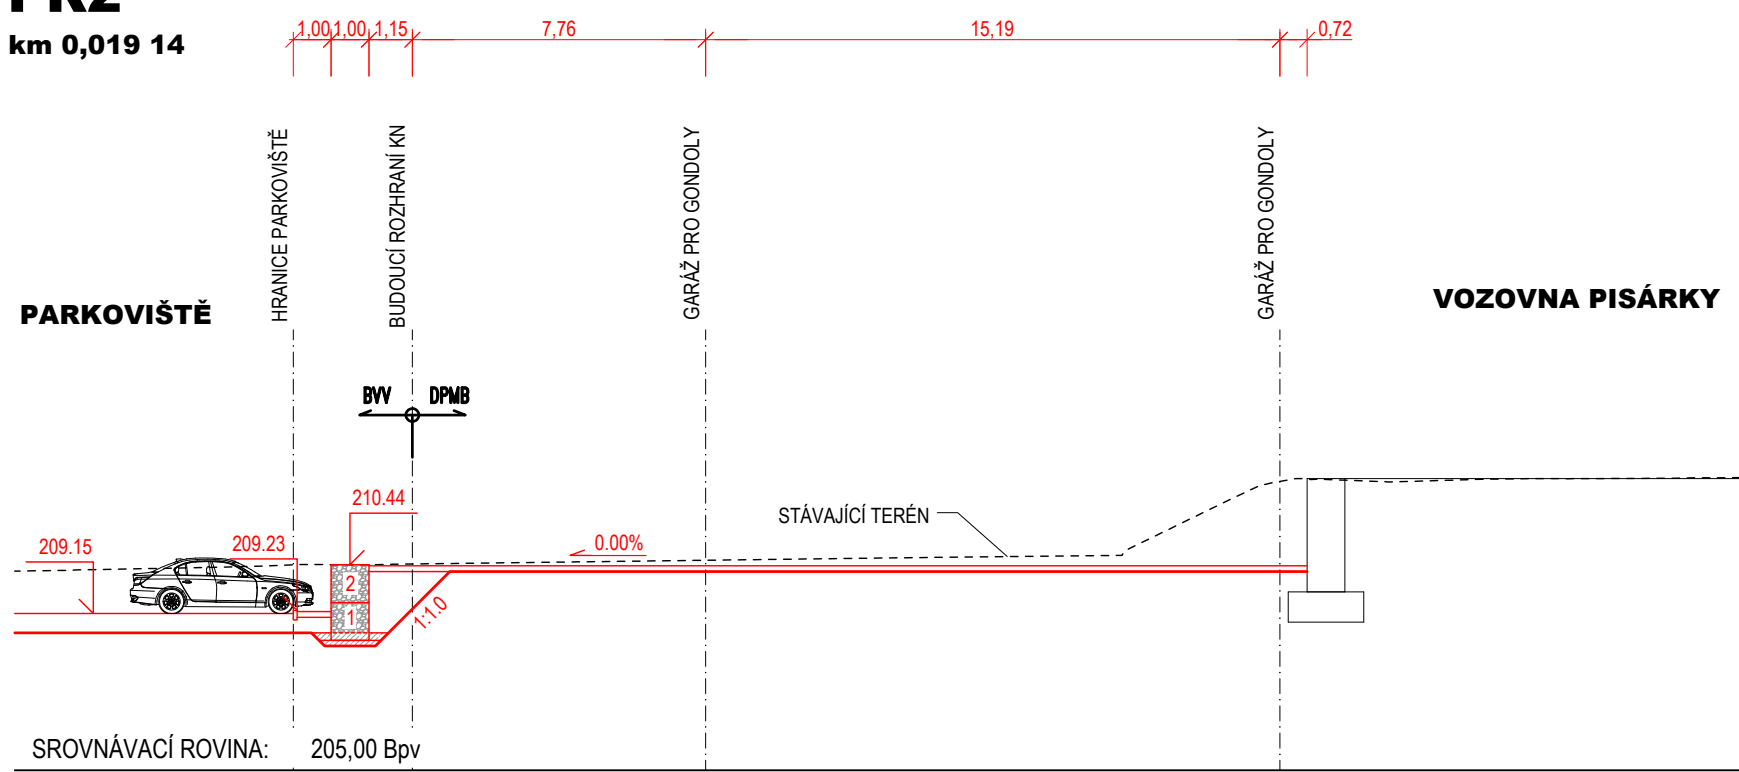 km 0,019 14
1,00 1,00 1,15 7,76 15,19 0,72
HRANICE PARKOVIŠTĚ
BUDOUCÍ ROZHRANÍ KN
GARÁŽ PRO GONDOLY
GARÁŽ PRO GONDOLY
PARKOVIŠTĚ
VOZOVNA PISÁRKY
BVV DPMB
210.44
STÁVAJÍCÍ TERÉN
209.15
209.23
0.00%
2
1
1:1.0
SROVNÁVACÍ ROVINA: 205,00 Bpv